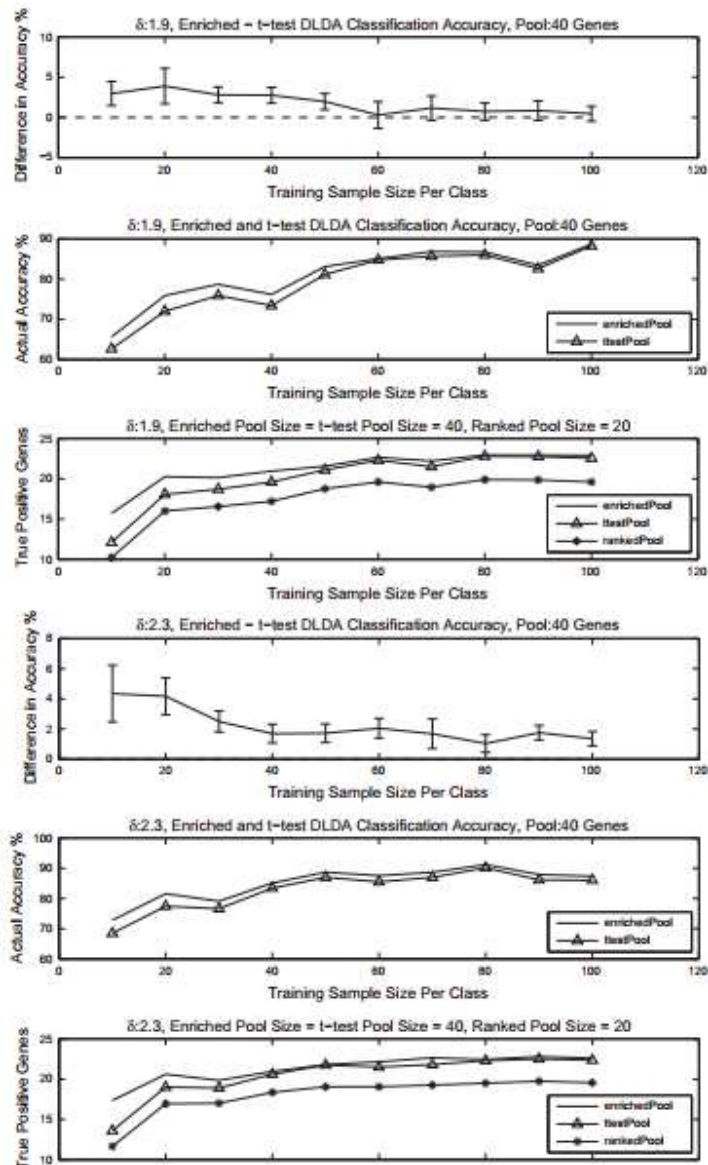 δ:1.9, Enriched − t−test DLDA Classification Accuracy, Pool:40 Genes
Difference in Accuracy %
10
5
0
−5
0 20 40 60 80 100 120
Training Sample Size Per Class
δ:1.9, Enriched and t−test DLDA Classification Accuracy, Pool:40 Genes
Actual Accuracy %
90
80
70
60
enrichedPool
ttestPool
0 20 40 60 80 100 120
Training Sample Size Per Class
δ:1.9, Enriched Pool Size = t−test Pool Size = 40, Ranked Pool Size = 20
True Positive Genes
25
20
15
10
enrichedPool
ttestPool
rankedPool
0 20 40 60 80 100 120
Training Sample Size Per Class
δ:2.3, Enriched − t−test DLDA Classification Accuracy, Pool:40 Genes
Difference in Accuracy %
8
6
4
2
0
0 20 40 60 80 100 120
Training Sample Size Per Class
δ:2.3, Enriched and t−test DLDA Classification Accuracy, Pool:40 Genes
Actual Accuracy %
100
90
80
70
60
enrichedPool
ttestPool
0 20 40 60 80 100 120
Training Sample Size Per Class
δ:2.3, Enriched Pool Size = t−test Pool Size = 40, Ranked Pool Size = 20
True Positive Genes
25
20
15
10
enrichedPool
ttestPool
rankedPool